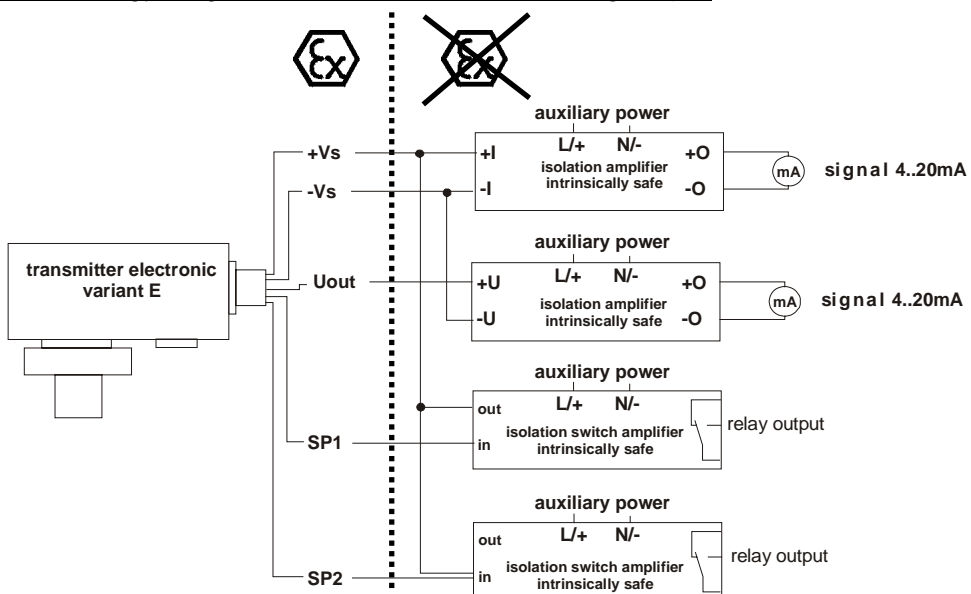 Ex
Ex
auxiliary power
L/+ N/-
+Vs
+I
isolation amplifier
intrinsically safe
+O
mA
signal 4..20mA
-Vs
-I
-O
auxiliary power
L/+ N/-
transmitter electronic
variant E
Uout
+U
isolation amplifier
intrinsically safe
+O
mA
signal 4..20mA
-U
-O
auxiliary power
L/+ N/-
out
isolation switch amplifier
intrinsically safe
relay output
SP1
in
auxiliary power
L/+ N/-
out
isolation switch amplifier
intrinsically safe
relay output
SP2
in